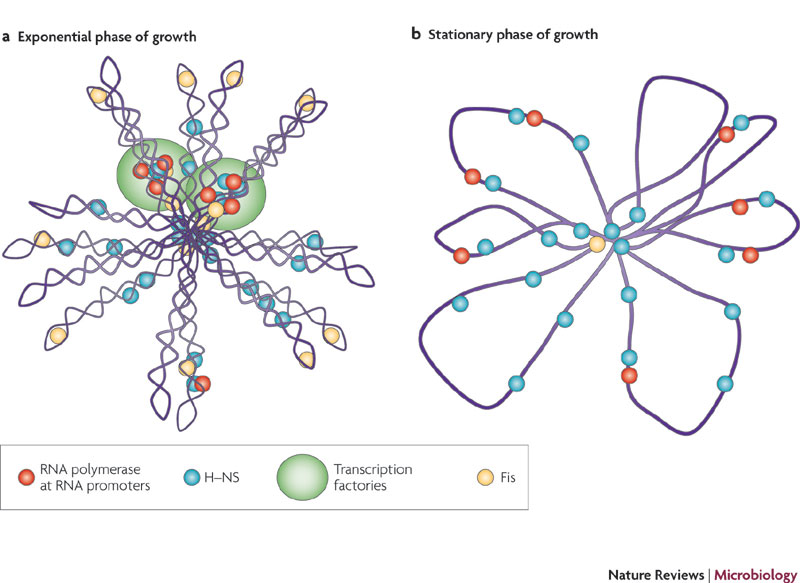 a Exponential phase of growth
b Stationary phase of growth
RNA polymerase
at RNA promoters
H–NS
Transcription
factories
Fis
Nature Reviews | Microbiology